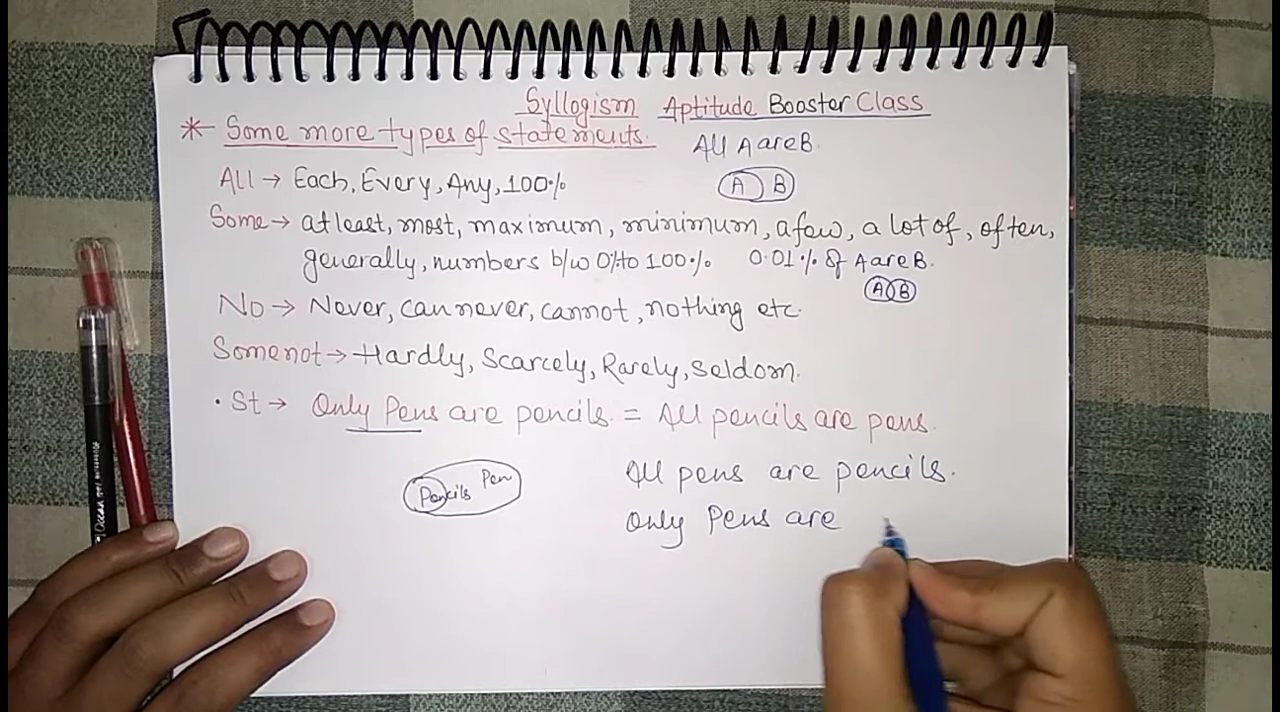 Syllogism Aptitude Booster Class
* Some more types of statements.
All A are B.
A B
All → Each, Every, Any, 100%
Some → at least, most, maximum, minimum, a few, a lot of, often,
generally, numbers b/w 0% to 100%. 0.01% of A are B.
A B
No → Never, can never, cannot, nothing etc.
Some not → Hardly, Scarcely, Rarely, Seldom.
• St → Only Pens are pencils. = All pencils are pens.
Pencils Pen
All pens are pencils.
Only Pens are